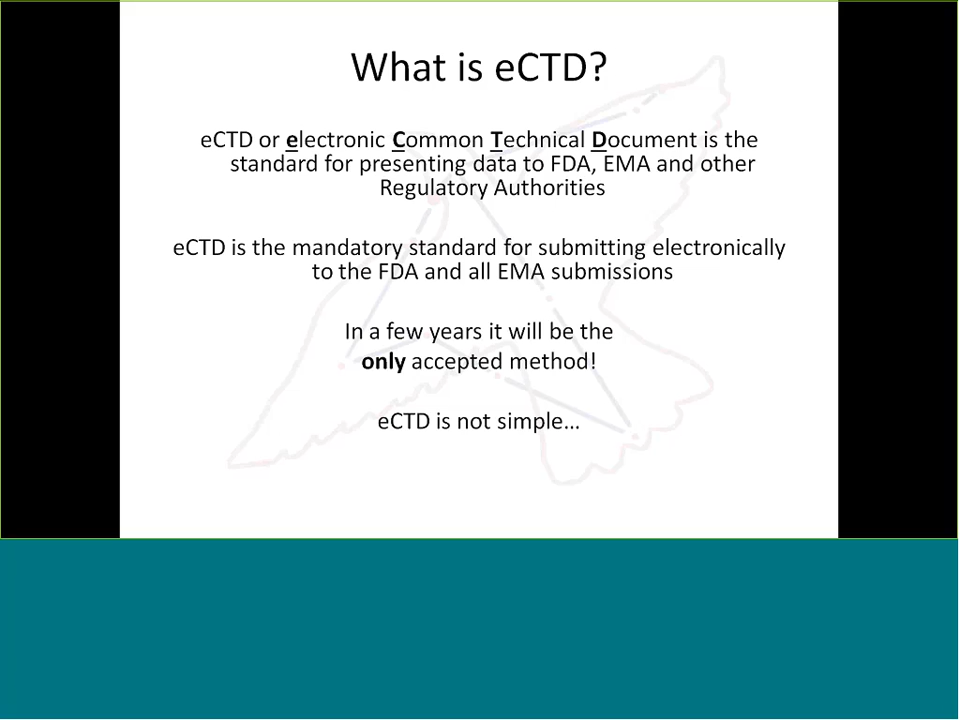 What is eCTD?
eCTD or electronic Common Technical Document is the
standard for presenting data to FDA, EMA and other
Regulatory Authorities
eCTD is the mandatory standard for submitting electronically
to the FDA and all EMA submissions
In a few years it will be the
only accepted method!
eCTD is not simple...